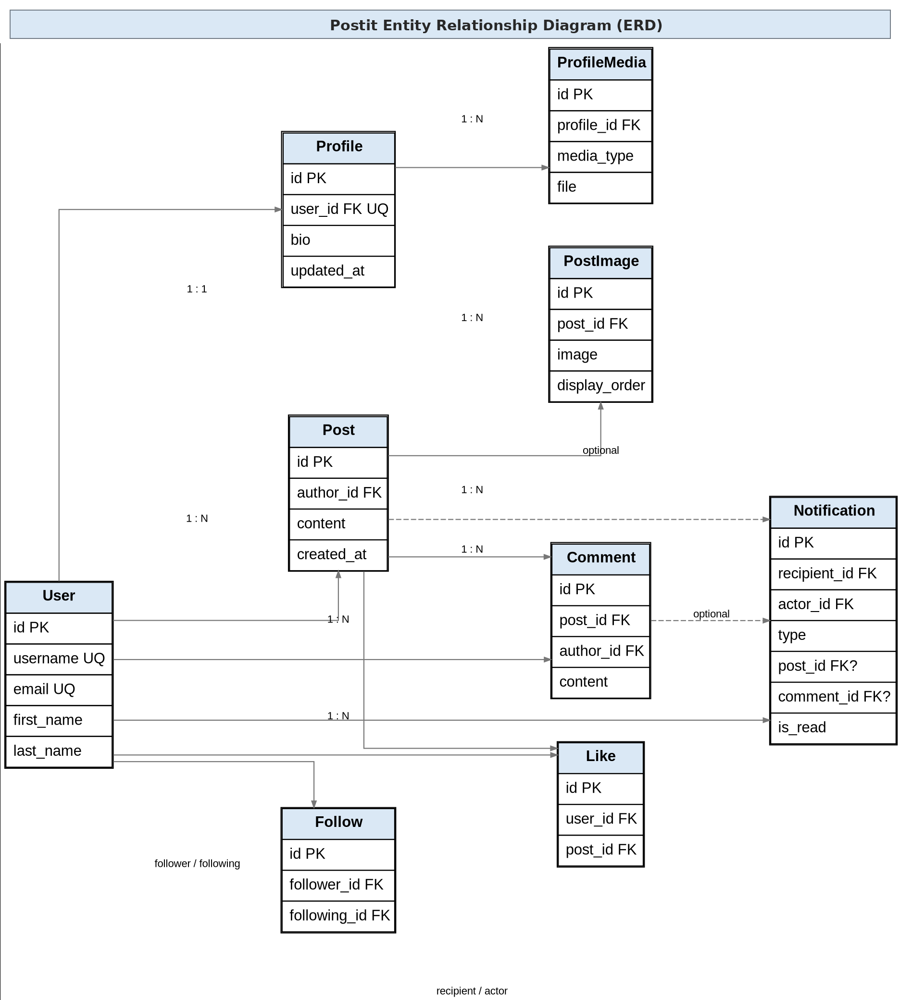 Postit Entity Relationship Diagram (ERD)
ProfileMedia
id PK
profile_id FK
media_type
file
1 : N
Profile
id PK
user_id FK UQ
bio
updated_at
1 : 1
PostImage
id PK
post_id FK
image
display_order
1 : N
Post
id PK
author_id FK
content
created_at
optional
1 : N
1 : N
1 : N
Notification
id PK
recipient_id FK
actor_id FK
type
post_id FK?
comment_id FK?
is_read
Comment
id PK
post_id FK
author_id FK
content
optional
User
id PK
username UQ
email UQ
first_name
last_name
1 : N
1 : N
Like
id PK
user_id FK
post_id FK
Follow
id PK
follower_id FK
following_id FK
follower / following
recipient / actor